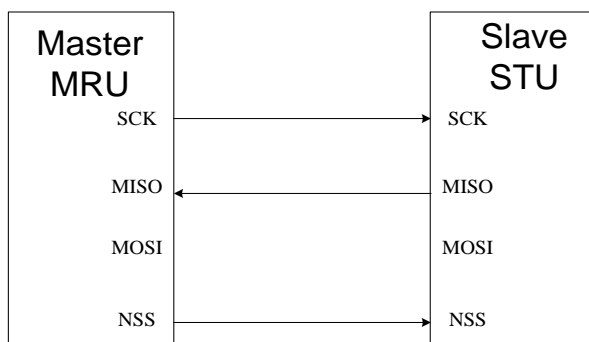 Master
MRU
SCK
MISO
MOSI
NSS
Slave
STU
SCK
MISO
MOSI
NSS